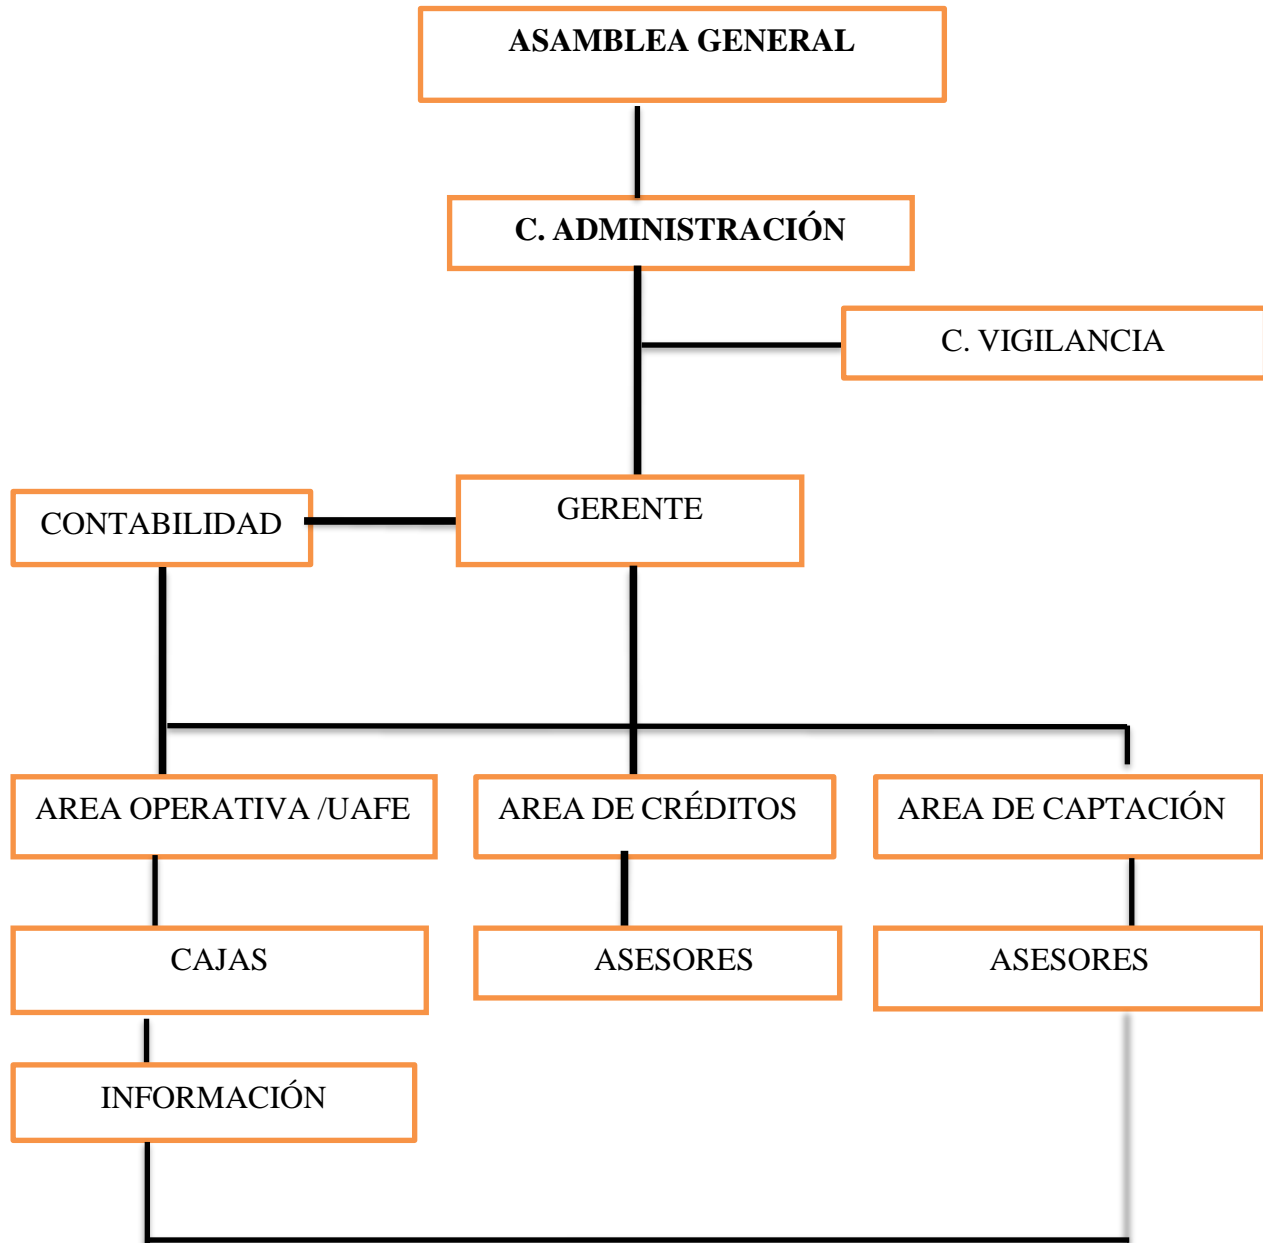 ASAMBLEA GENERAL
C. ADMINISTRACIÓN
C. VIGILANCIA
CONTABILIDAD
GERENTE
AREA OPERATIVA /UAFE
AREA DE CRÉDITOS
AREA DE CAPTACIÓN
CAJAS
ASESORES
ASESORES
INFORMACIÓN